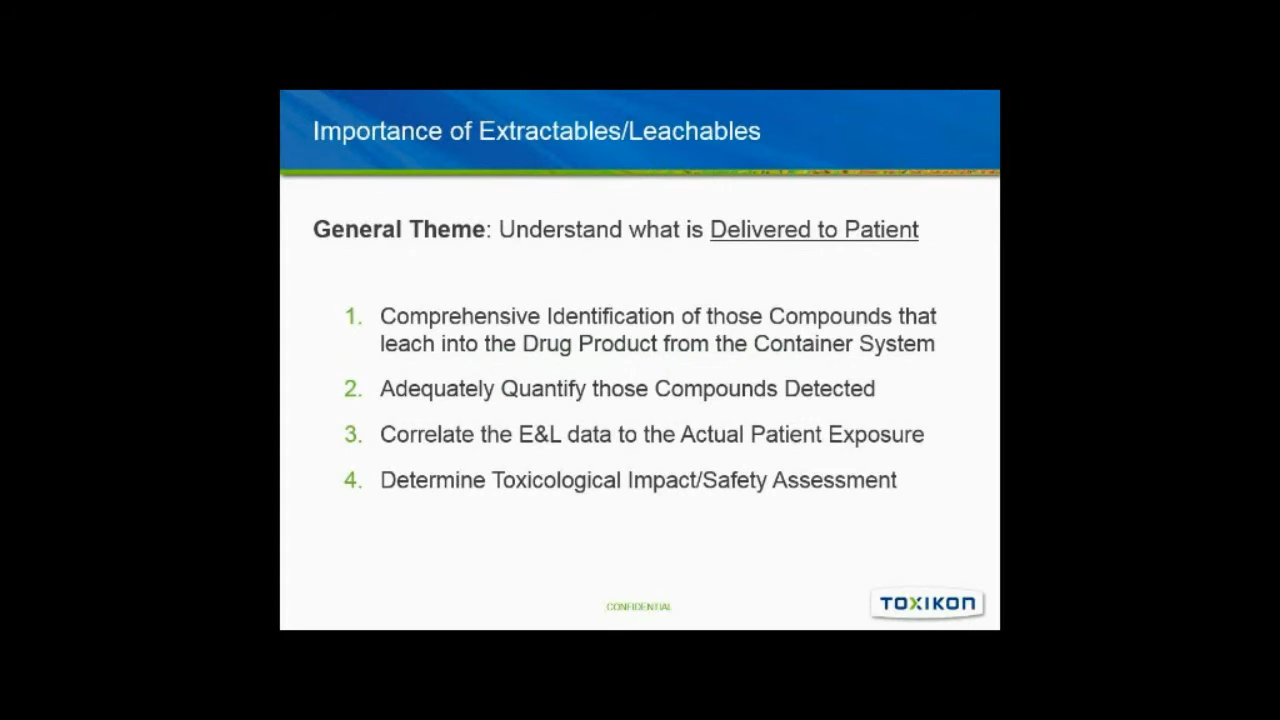 Importance of Extractables/Leachables
General Theme: Understand what is Delivered to Patient
1. Comprehensive Identification of those Compounds that
leach into the Drug Product from the Container System
2. Adequately Quantify those Compounds Detected
3. Correlate the E&L data to the Actual Patient Exposure
4. Determine Toxicological Impact/Safety Assessment
CONFIDENTIAL
TOXIKON